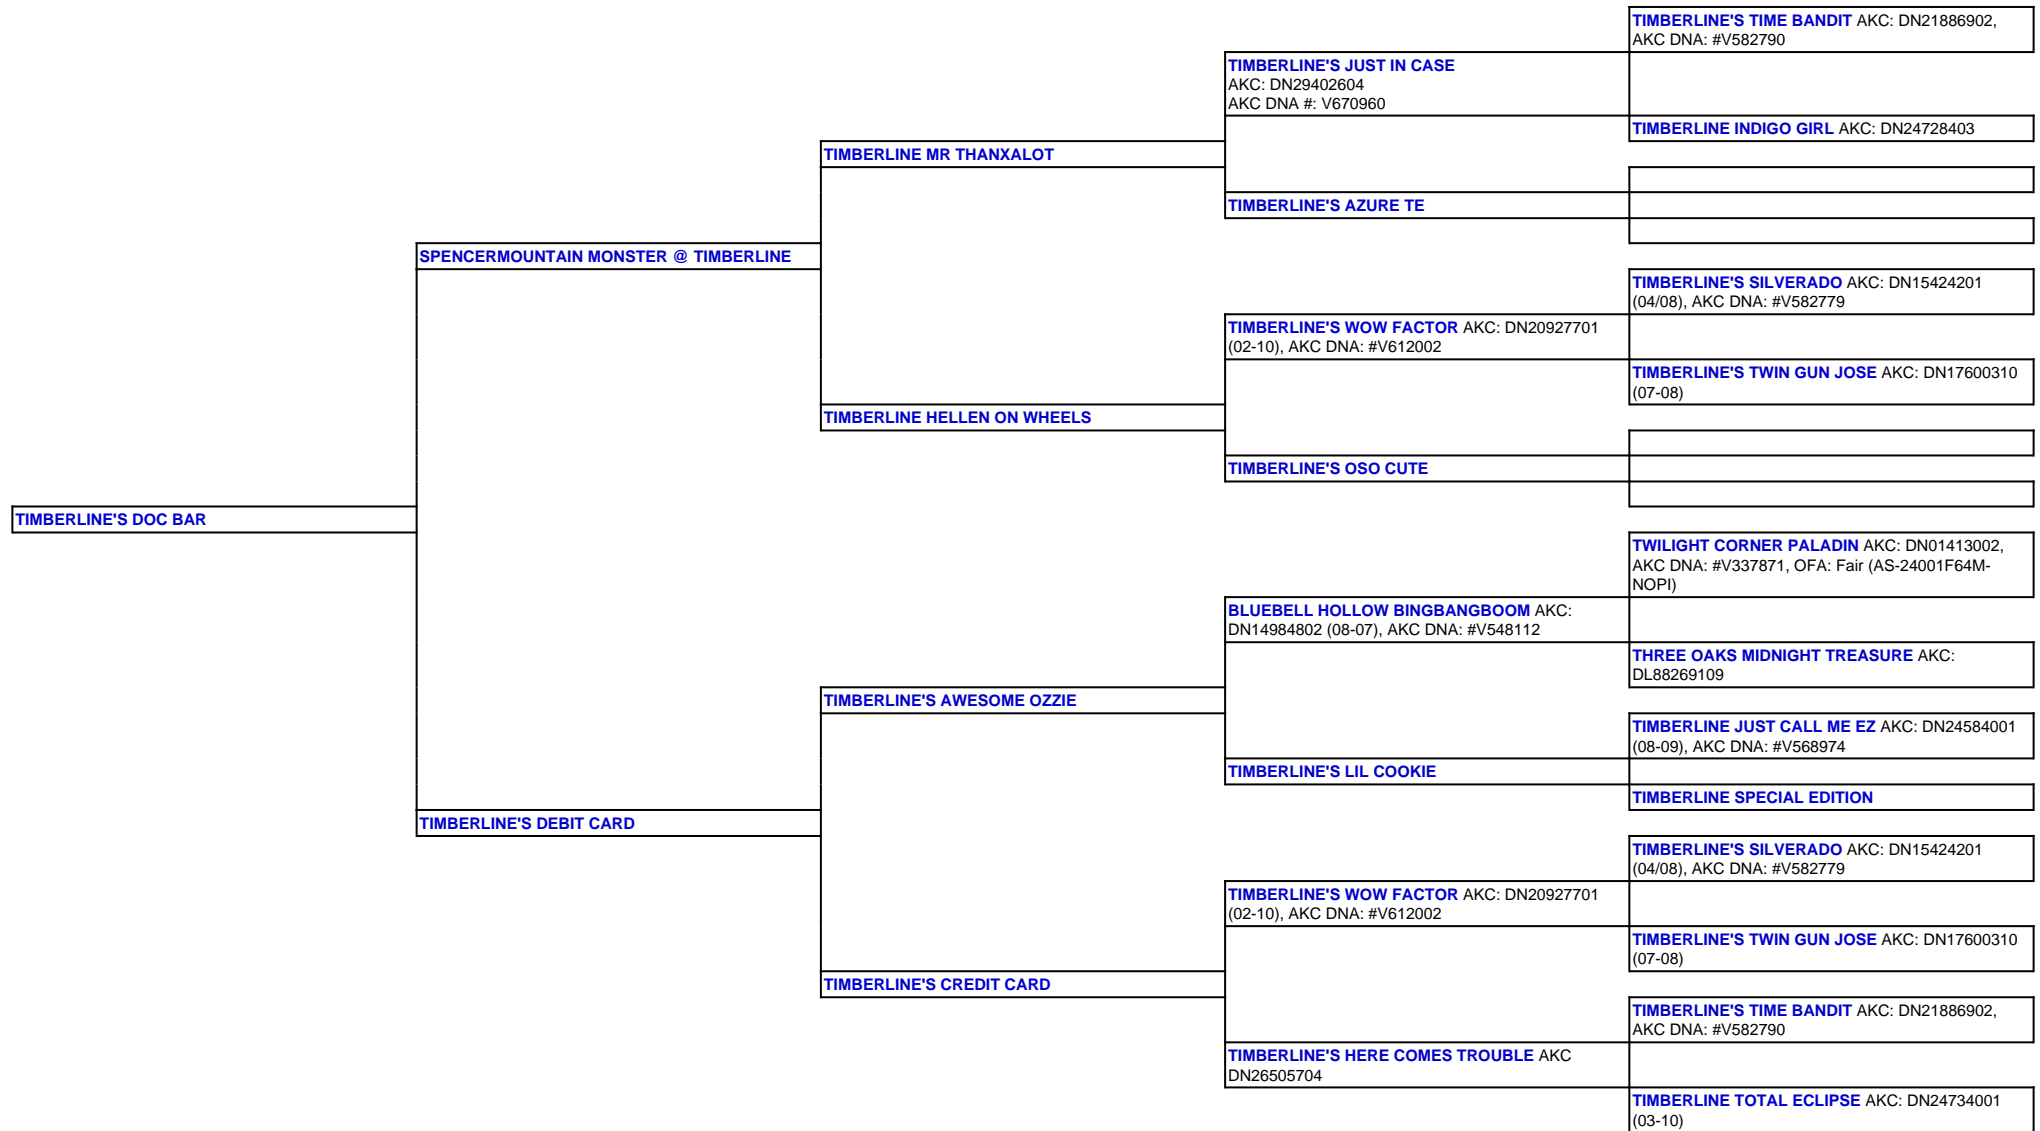 TIMBERLINE'S TIME BANDIT AKC: DN21886902,
AKC DNA: #V582790
TIMBERLINE'S JUST IN CASE
AKC: DN29402604
AKC DNA #: V670960
TIMBERLINE INDIGO GIRL AKC: DN24728403
TIMBERLINE MR THANXALOT
TIMBERLINE'S AZURE TE
SPENCERMOUNTAIN MONSTER @ TIMBERLINE
TIMBERLINE'S SILVERADO AKC: DN15424201
(04/08), AKC DNA: #V582779
TIMBERLINE'S WOW FACTOR AKC: DN20927701
(02-10), AKC DNA: #V612002
TIMBERLINE'S TWIN GUN JOSE AKC: DN17600310
(07-08)
TIMBERLINE HELLEN ON WHEELS
TIMBERLINE'S OSO CUTE
TIMBERLINE'S DOC BAR
TWILIGHT CORNER PALADIN AKC: DN01413002,
AKC DNA: #V337871, OFA: Fair (AS-24001F64M-
NOPI)
BLUEBELL HOLLOW BINGBANGBOOM AKC:
DN14984802 (08-07), AKC DNA: #V548112
THREE OAKS MIDNIGHT TREASURE AKC:
DL88269109
TIMBERLINE'S AWESOME OZZIE
TIMBERLINE JUST CALL ME EZ AKC: DN24584001
(08-09), AKC DNA: #V568974
TIMBERLINE'S LIL COOKIE
TIMBERLINE SPECIAL EDITION
TIMBERLINE'S DEBIT CARD
TIMBERLINE'S SILVERADO AKC: DN15424201
(04/08), AKC DNA: #V582779
TIMBERLINE'S WOW FACTOR AKC: DN20927701
(02-10), AKC DNA: #V612002
TIMBERLINE'S TWIN GUN JOSE AKC: DN17600310
(07-08)
TIMBERLINE'S CREDIT CARD
TIMBERLINE'S TIME BANDIT AKC: DN21886902,
AKC DNA: #V582790
TIMBERLINE'S HERE COMES TROUBLE AKC
DN26505704
TIMBERLINE TOTAL ECLIPSE AKC: DN24734001
(03-10)